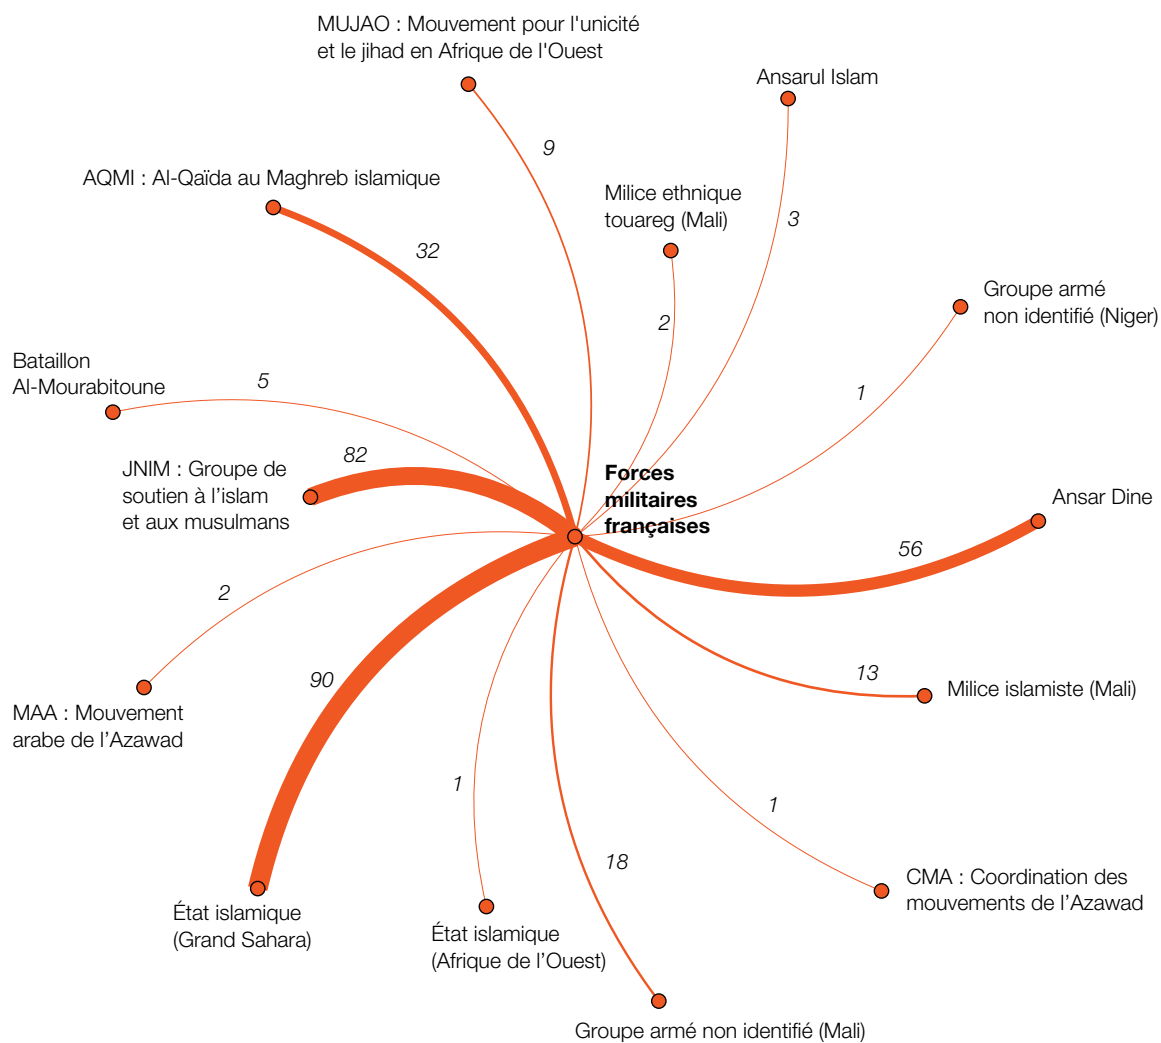 MUJAO : Mouvement pour l'unicité
et le jihad en Afrique de l'Ouest
Ansarul Islam
9
AQMI : Al-Qaïda au Maghreb islamique
Milice ethnique
touareg (Mali)
3
32
Groupe armé
non identifié (Niger)
2
Bataillon
Al-Mourabitoune
5
1
82
JNIM : Groupe de
soutien à l’islam
et aux musulmans
Forces
militaires
françaises
Ansar Dine
56
2
90
13
Milice islamiste (Mali)
MAA : Mouvement
arabe de l’Azawad
1
1
18
CMA : Coordination des
mouvements de l’Azawad
État islamique
(Grand Sahara)
État islamique
(Afrique de l’Ouest)
Groupe armé non identifié (Mali)